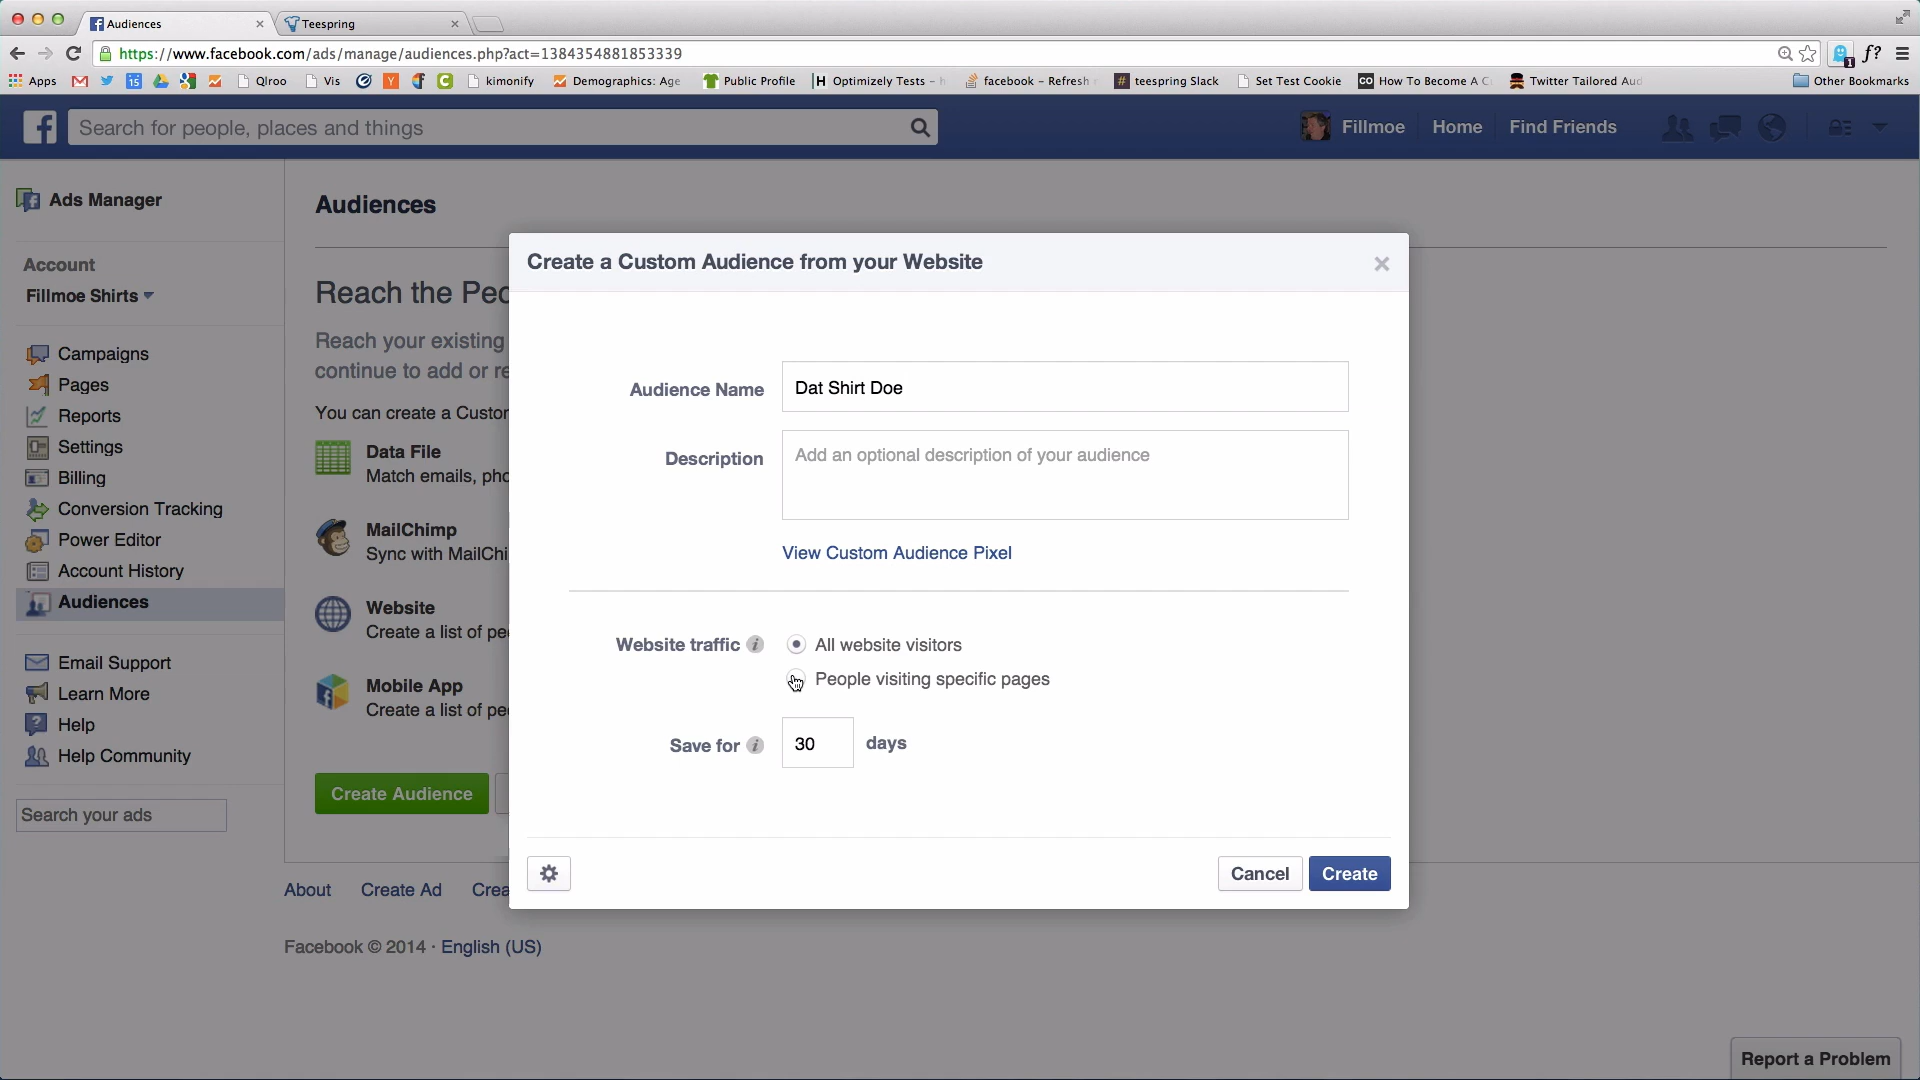 Audiences
Teespring
https://www.facebook.com/ads/manage/audiences.php?act=1384354881853339
Apps
15
Qlroo
Vis
kimonify
Demographics: Age
Public Profile
Optimizely Tests –
facebook – Refresh
teespring Slack
Set Test Cookie
How To Become A C
Twitter Tailored Aud
Other Bookmarks
Search for people, places and things
Fillmoe
Home
Find Friends
Ads Manager
Account
Fillmoe Shirts
Campaigns
Pages
Reports
Settings
Billing
Conversion Tracking
Power Editor
Account History
Audiences
Email Support
Learn More
Help
Help Community
Search your ads
Audiences
Reach the Peo
Reach your existing
continue to add or re
You can create a Custor
Data File
Match emails, pho
MailChimp
Sync with MailChi
Website
Create a list of pe
Mobile App
Create a list of pe
Create Audience
Create a Custom Audience from your Website
Audience Name
Dat Shirt Doe
Description
Add an optional description of your audience
View Custom Audience Pixel
Website traffic
All website visitors
People visiting specific pages
Save for
30
days
Cancel
Create
About
Create Ad
Crea
Facebook © 2014 · English (US)
Report a Problem